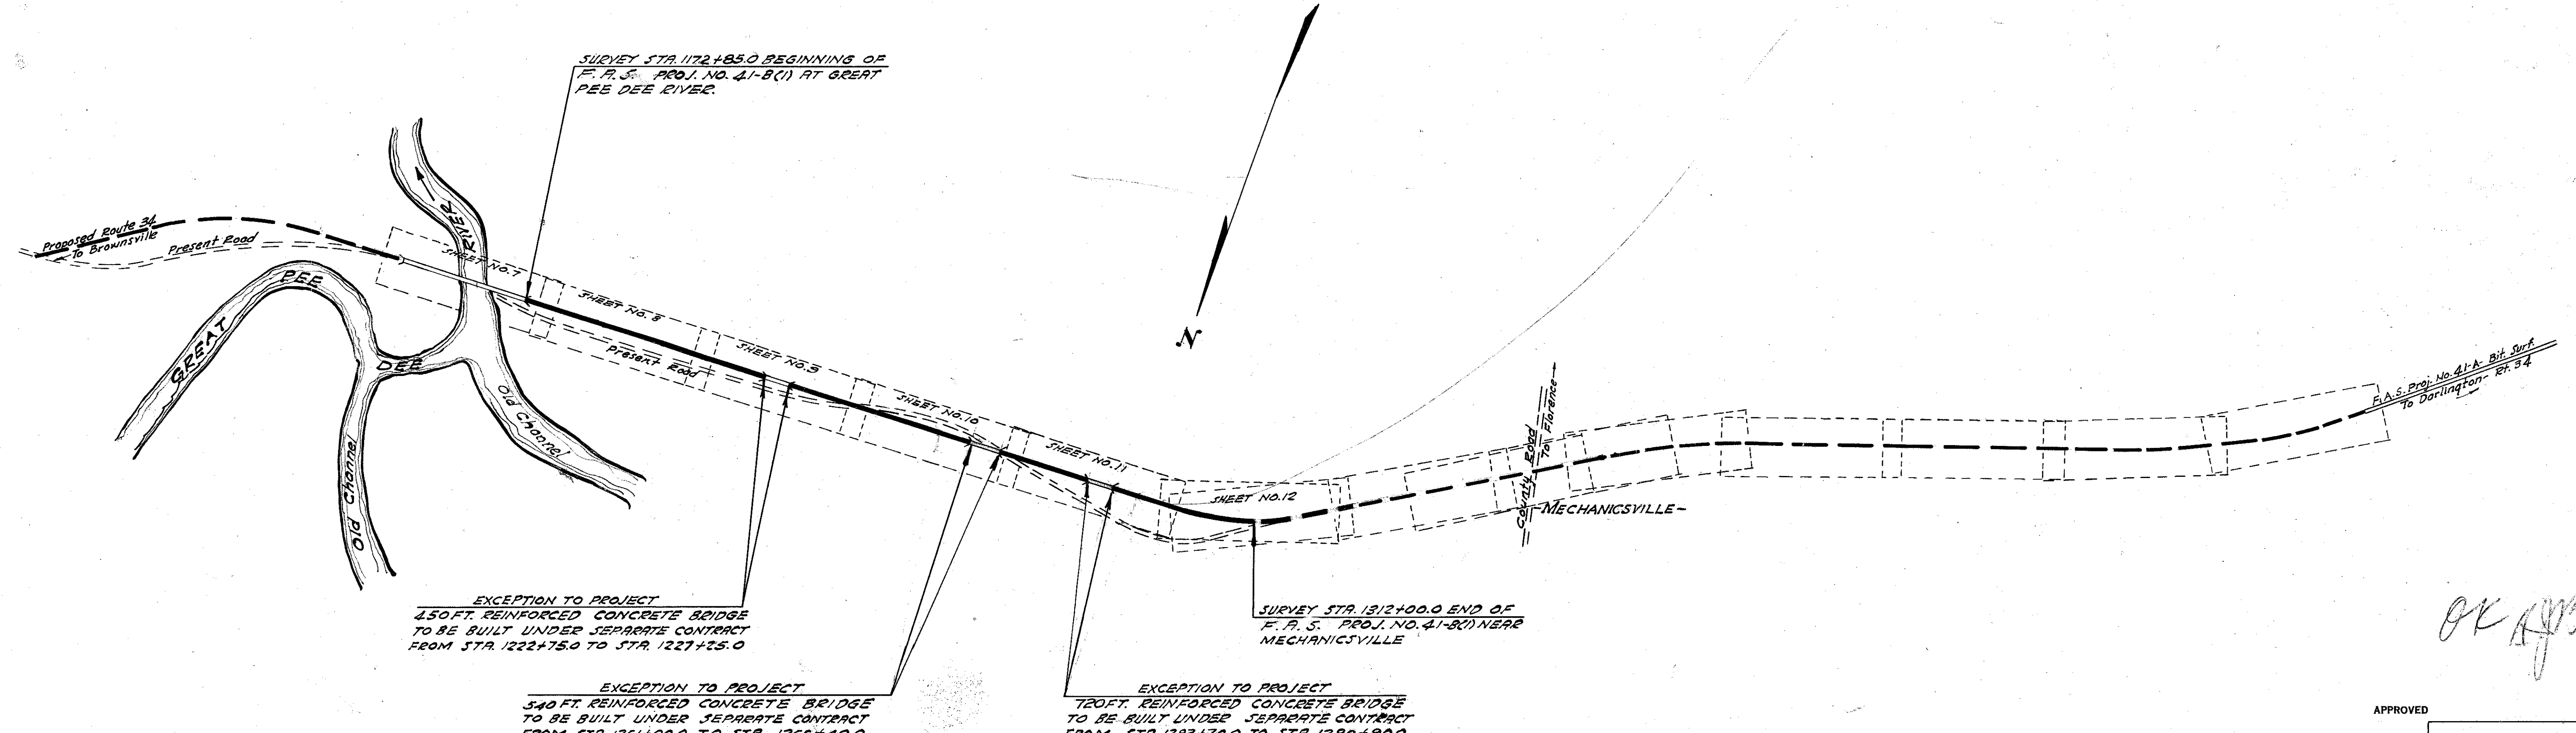 SURVEY STA. 1172+85.0 BEGINNING OF
F. A. S. PROJ. NO. 41-B(1) AT GREAT
PEE DEE RIVER.
Proposed Route 34
To Brownsville
Present Road
RIVER
SHEET NO. 7
GREAT
PEE
DEE
Old Channel
Old Channel
SHEET NO. 8
Present Road
SHEET NO. 9
SHEET NO. 10
SHEET NO. 11
SHEET NO. 12
N
County Road
To Florence
MECHANICSVILLE
F.A.S. Proj. No. 41-A- Bit. Surf.
To Darlington- Rt. 34
EXCEPTION TO PROJECT
450 FT. REINFORCED CONCRETE BRIDGE
TO BE BUILT UNDER SEPARATE CONTRACT
FROM STA. 1222+75.0 TO STA. 1227+25.0
SURVEY STA. 1312+00.0 END OF
F. A. S. PROJ. NO. 41-B(1) NEAR
MECHANICSVILLE
EXCEPTION TO PROJECT
540 FT. REINFORCED CONCRETE BRIDGE
TO BE BUILT UNDER SEPARATE CONTRACT
EXCEPTION TO PROJECT
720 FT. REINFORCED CONCRETE BRIDGE
TO BE BUILT UNDER SEPARATE CONTRACT
OK
APPROVED